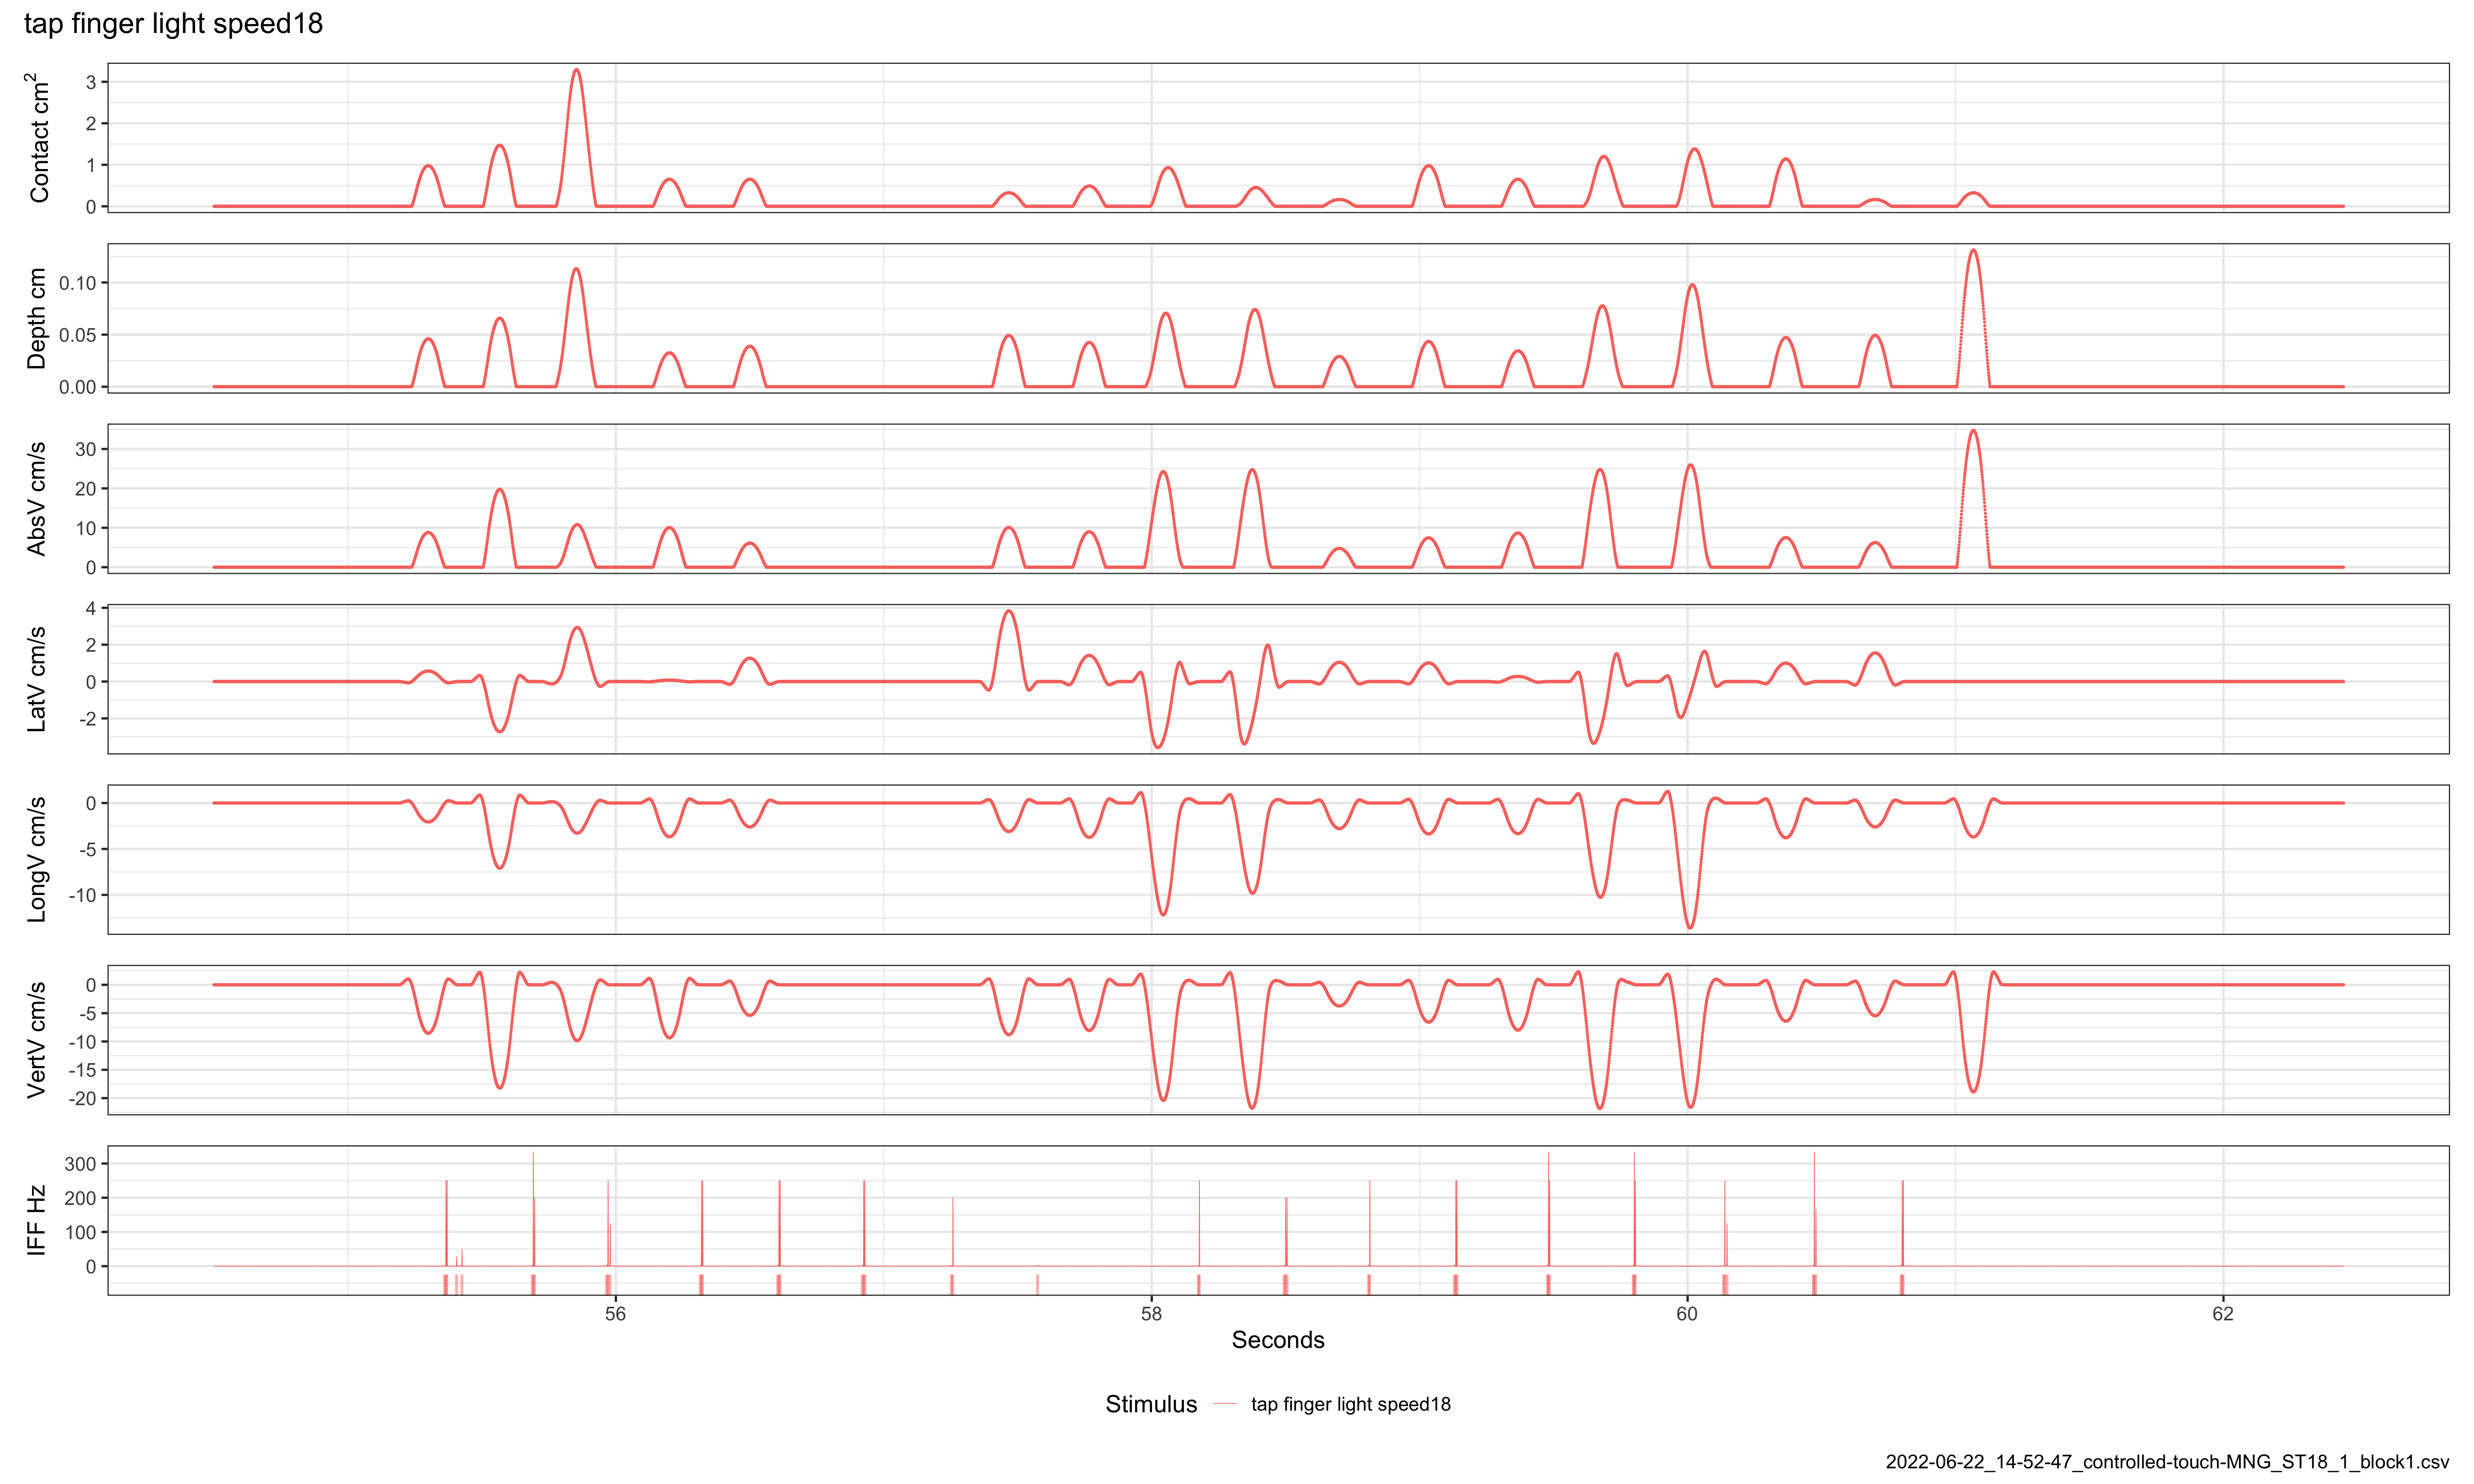 tap finger light speed18
Contact cm²
3
2
1
0
Depth cm
0.10
0.05
0.00
AbsV cm/s
30
20
10
0
LatV cm/s
4
2
0
-2
LongV cm/s
0
-5
-10
VertV cm/s
0
-5
-10
-15
-20
IFF Hz
300
200
100
0
56 58 60 62
Seconds
Stimulus tap finger light speed18
2022-06-22_14-52-47_controlled-touch-MNG_ST18_1_block1.csv